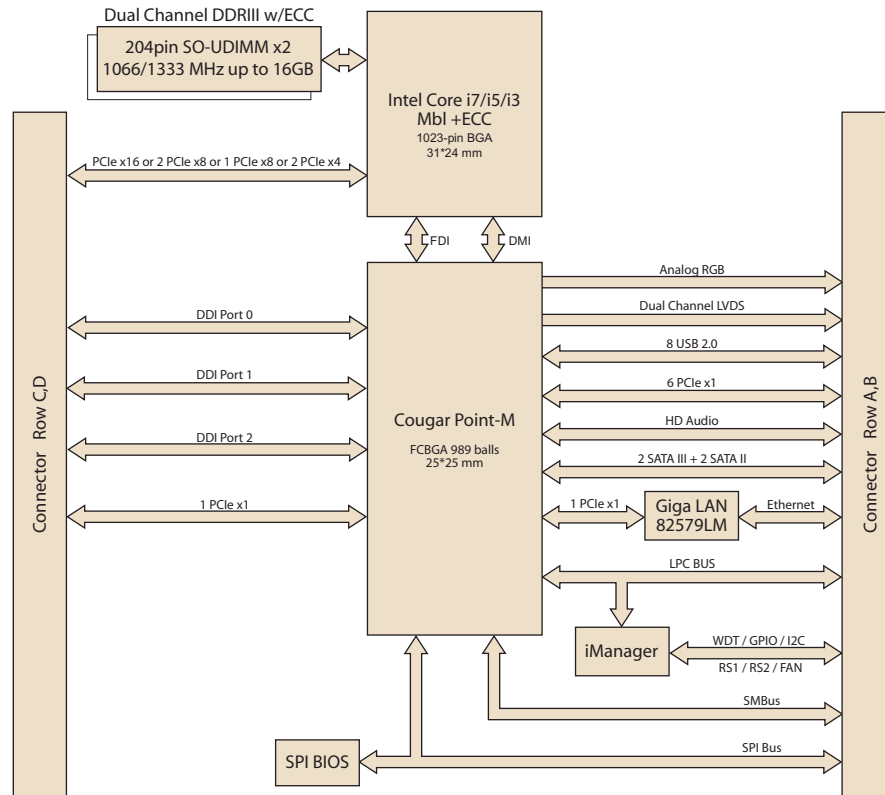 Dual Channel DDRIII w/ECC
204pin SO-UDIMM x2
1066/1333 MHz up to 16GB
Intel Core i7/i5/i3
Mbl +ECC
1023-pin BGA
31*24 mm
PCIe x16 or 2 PCIe x8 or 1 PCIe x8 or 2 PCIe x4
FDI
DMI
Connector Row C,D
DDI Port 0
DDI Port 1
DDI Port 2
1 PCIe x1
Cougar Point-M
FCBGA 989 balls
25*25 mm
Analog RGB
Dual Channel LVDS
8 USB 2.0
6 PCIe x1
HD Audio
2 SATA III + 2 SATA II
1 PCIe x1
Giga LAN
82579LM
Ethernet
LPC BUS
iManager
WDT / GPIO / I2C
RS1 / RS2 / FAN
SMBus
SPI BIOS
SPI Bus
Connector Row A,B